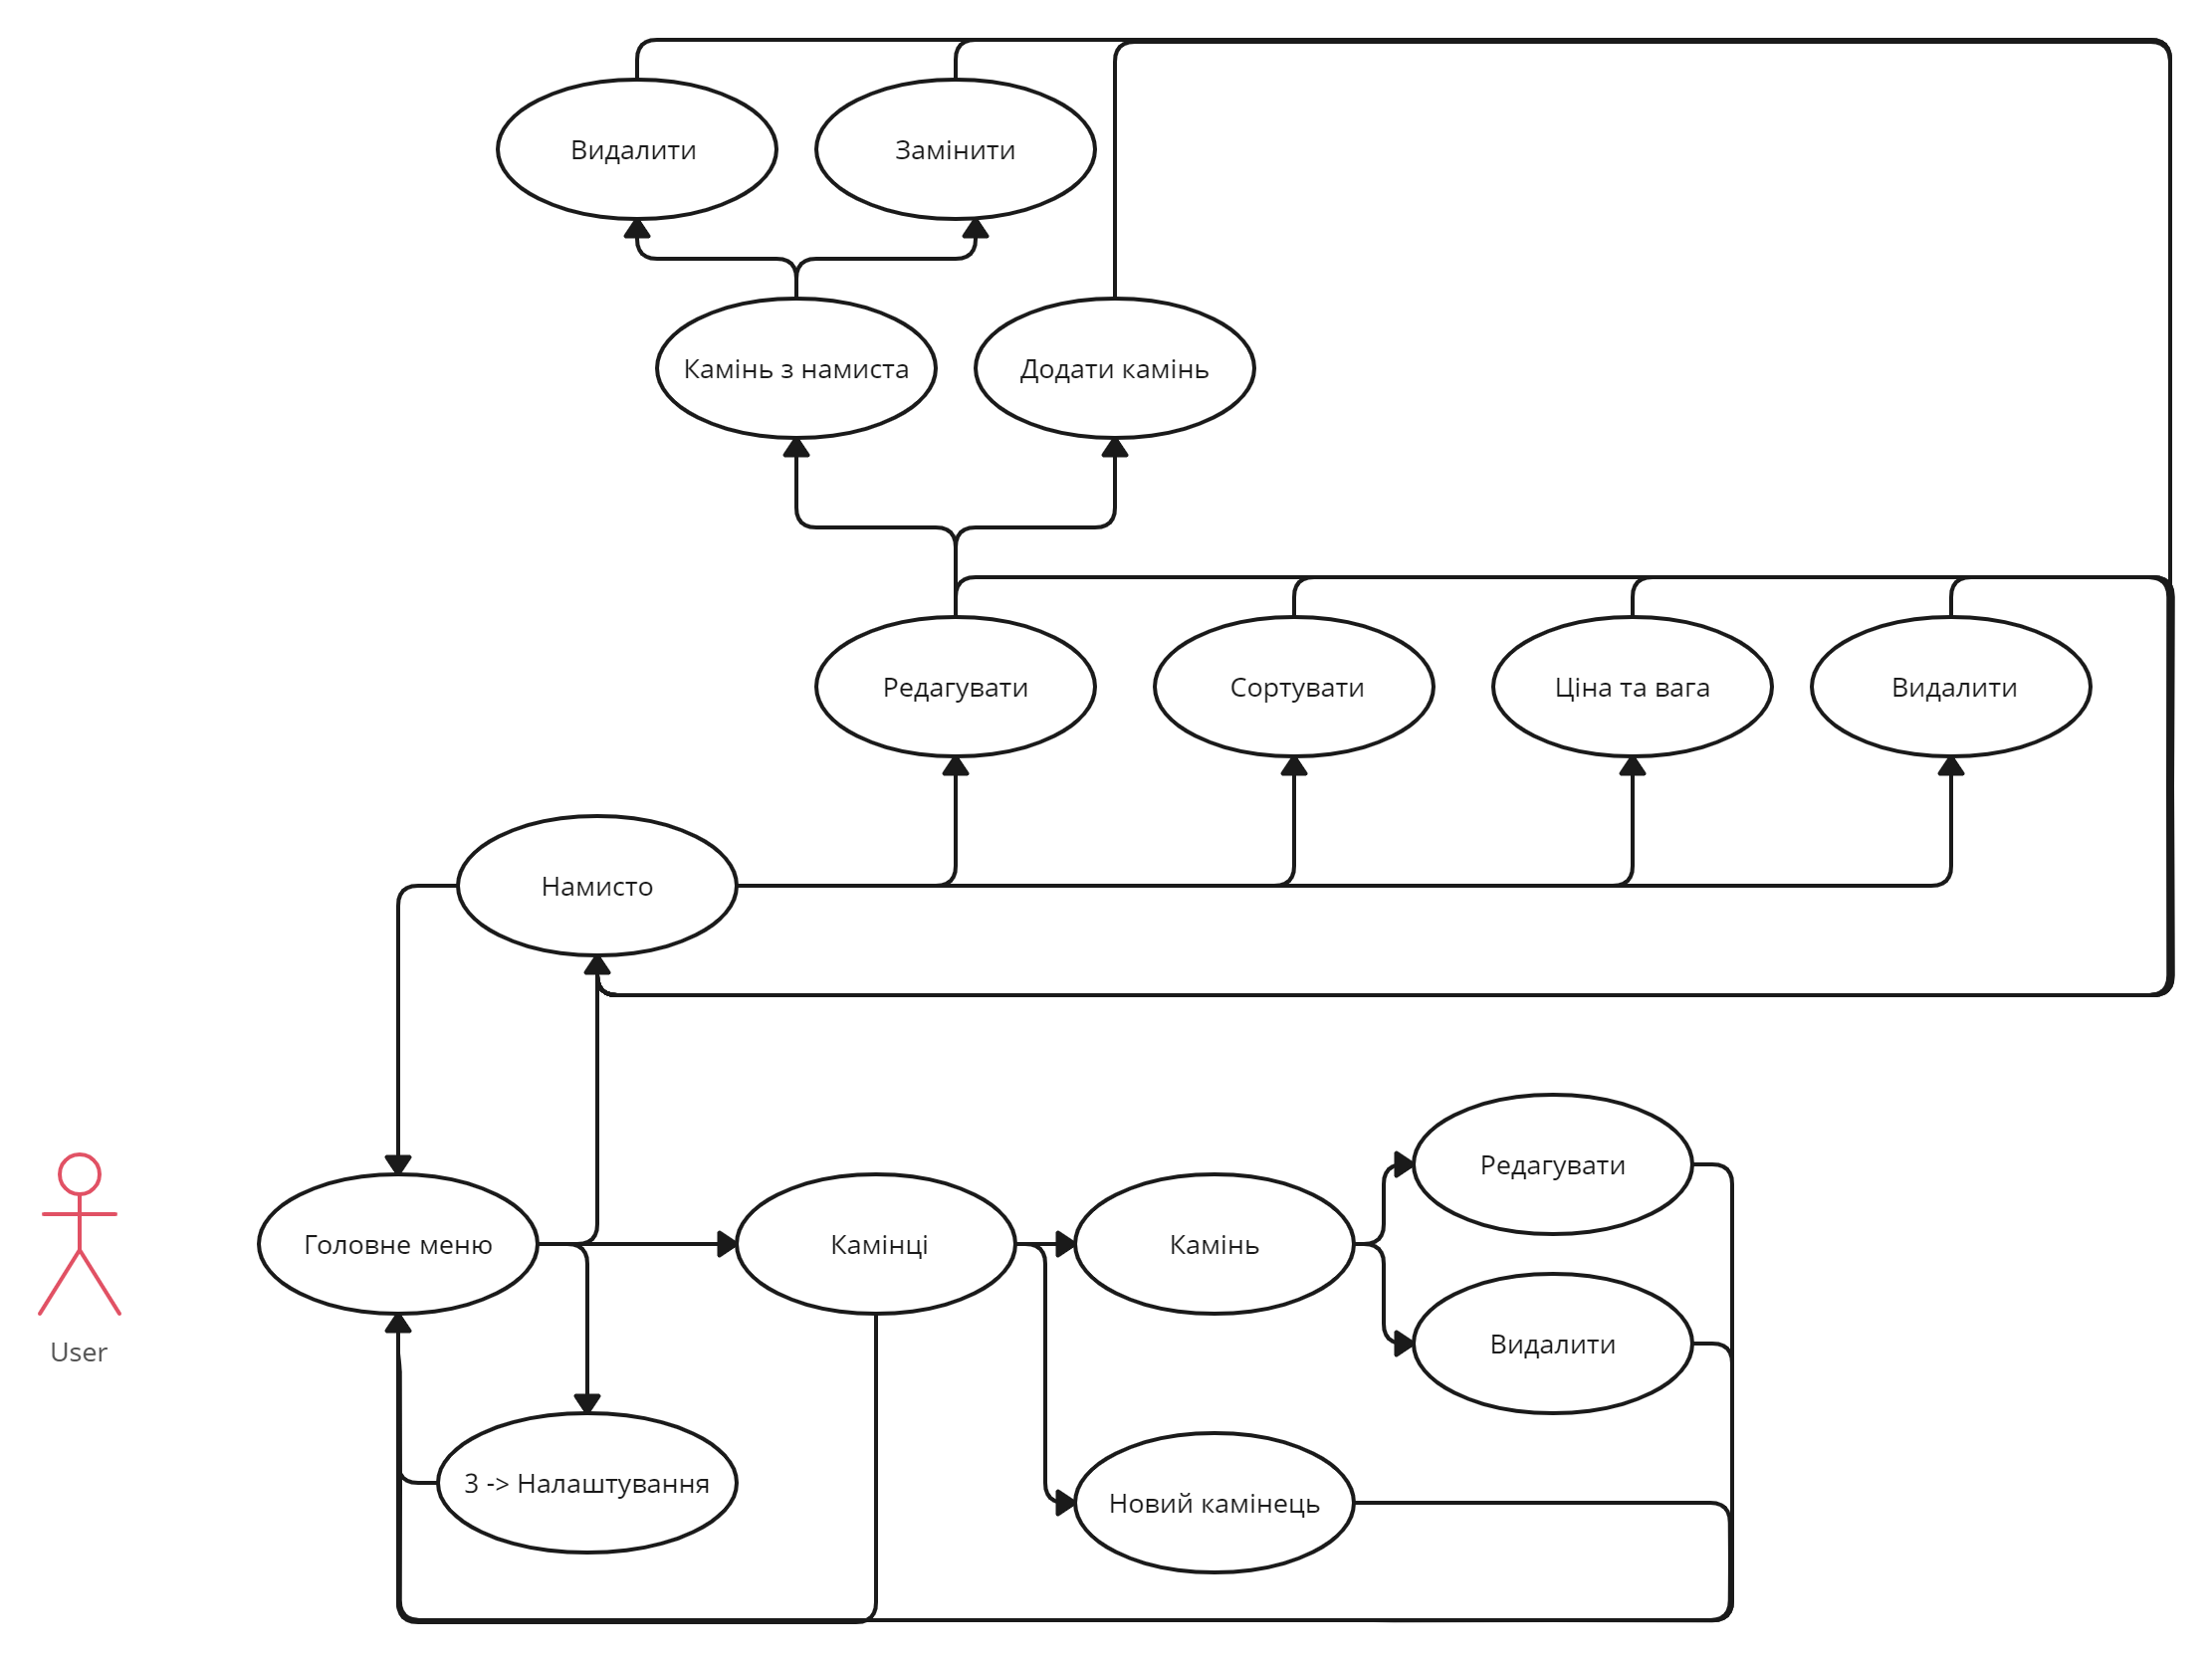 Видалити
Замінити
Камінь з намиста
Додати камінь
Редагувати
Сортувати
Ціна та вага
Видалити
Намисто
Редагувати
Головне меню
Камінці
Камінь
Видалити
User
3 -> Налаштування
Новий камінець